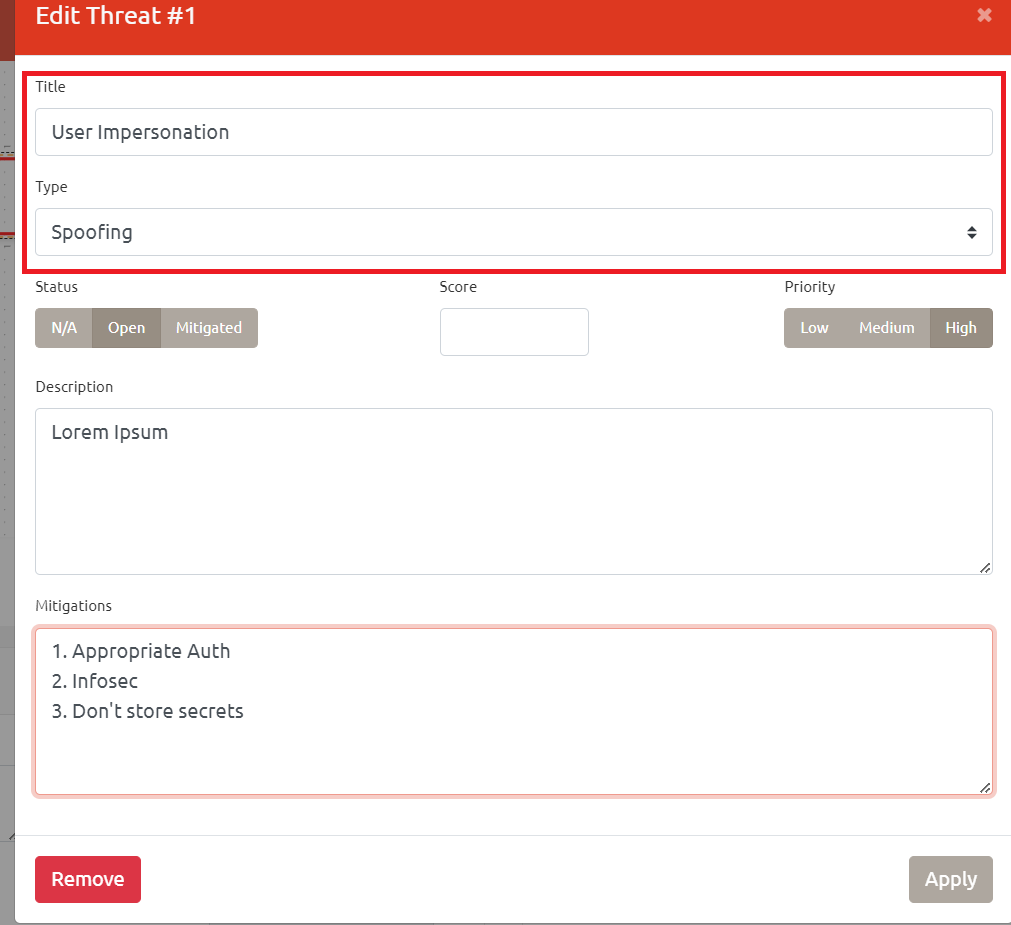 Edit Threat #1
Title
User Impersonation
Type
Spoofing
Status
Score
Priority
N/A Open Mitigated
Low Medium High
Description
Lorem Ipsum
Mitigations
1. Appropriate Auth
2. Infosec
3. Don't store secrets
Remove
Apply